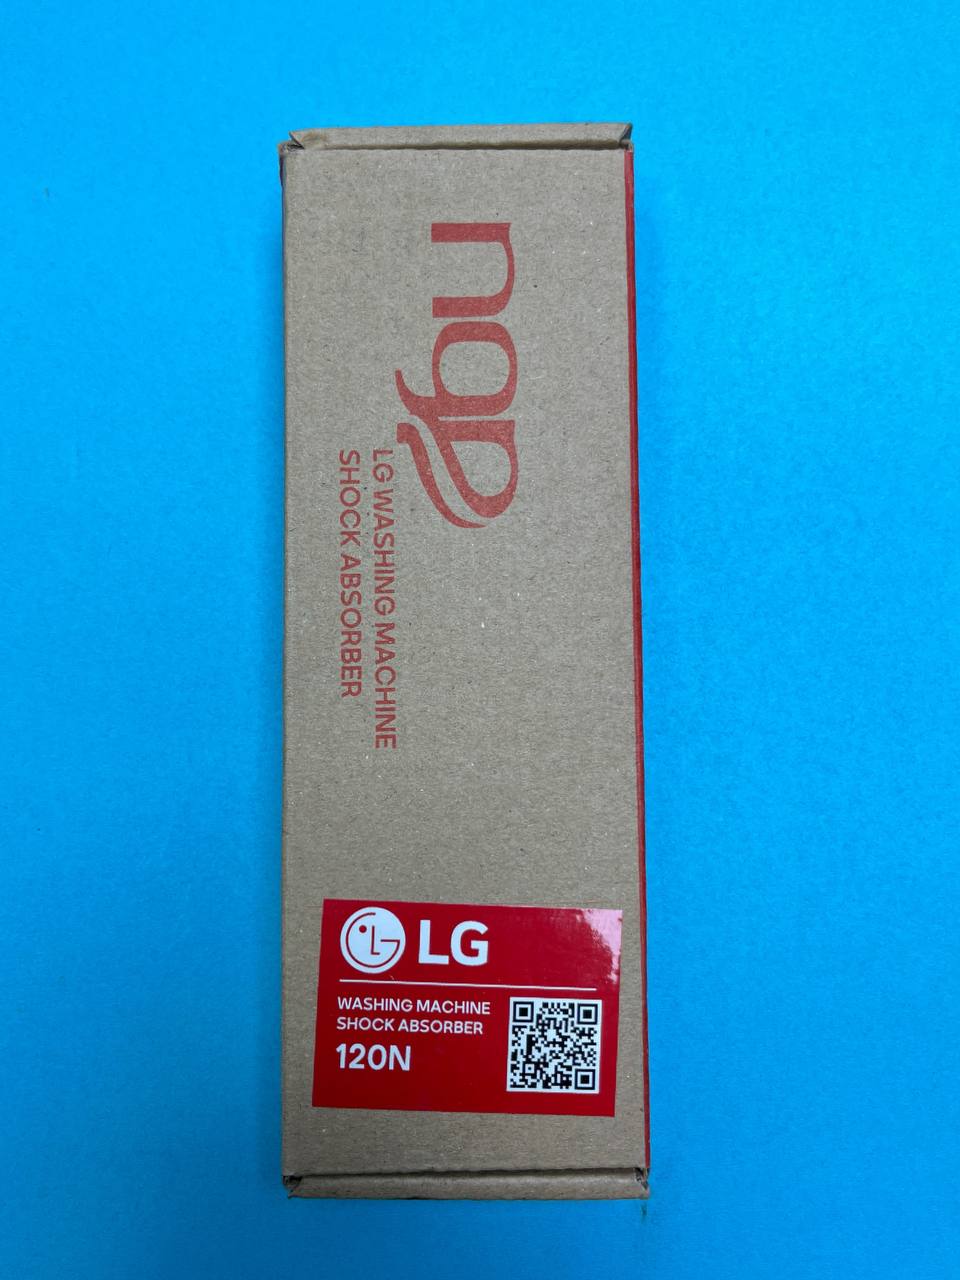 ngp
LG WASHING MACHINE
SHOCK ABSORBER
LG
WASHING MACHINE
SHOCK ABSORBER
120N